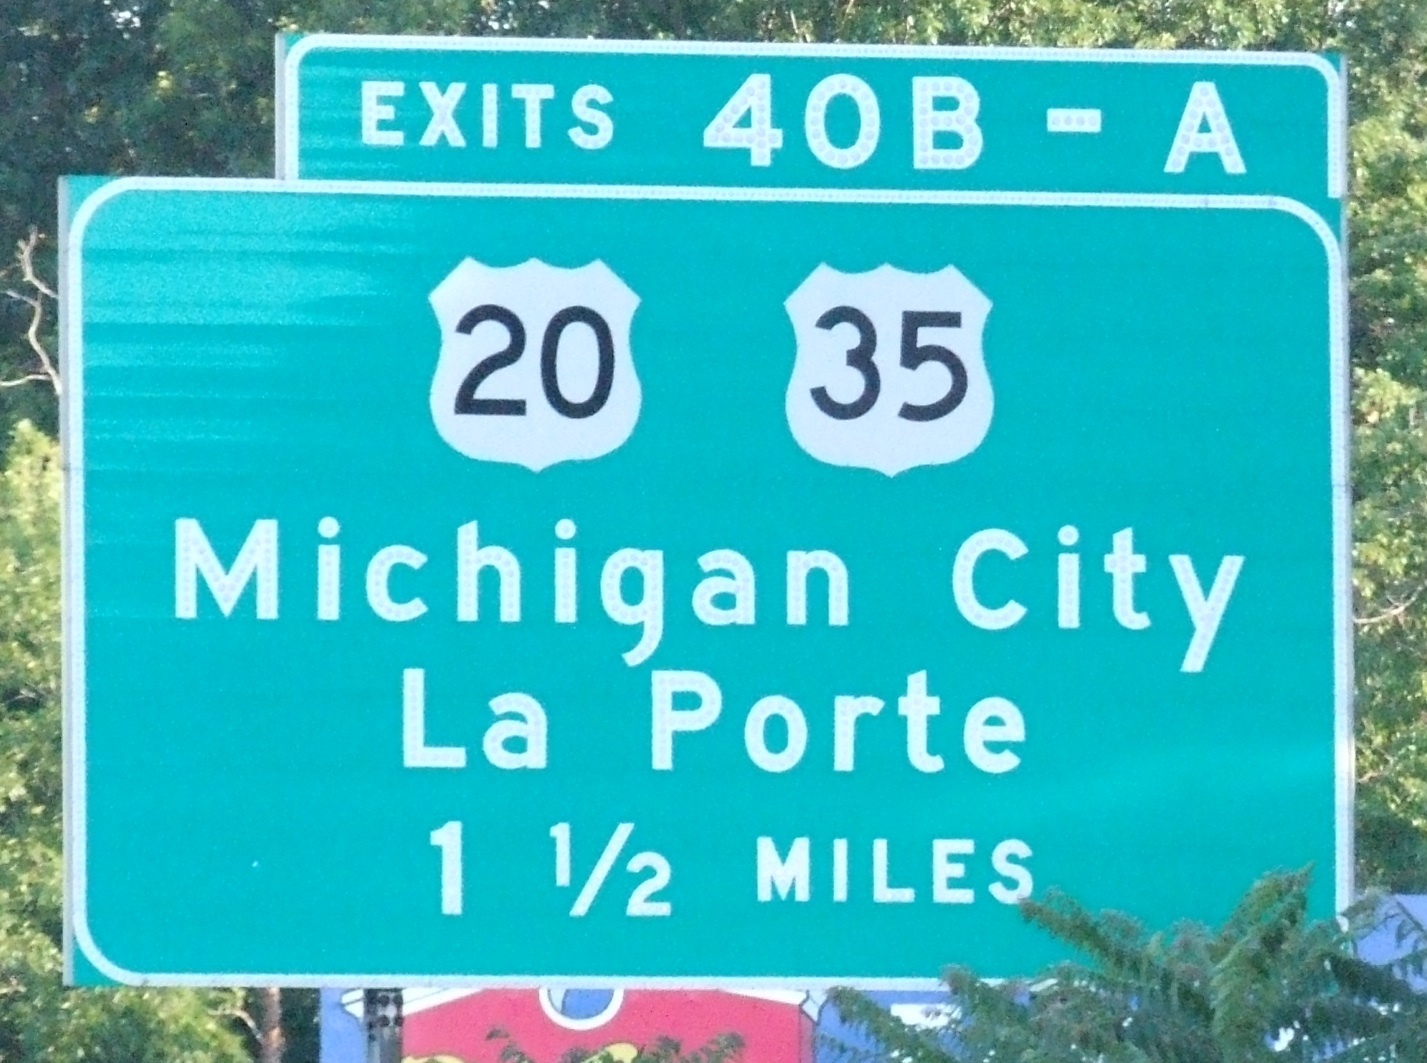 EXITS 40B - A
20 35
Michigan City
La Porte
1 1/2 MILES